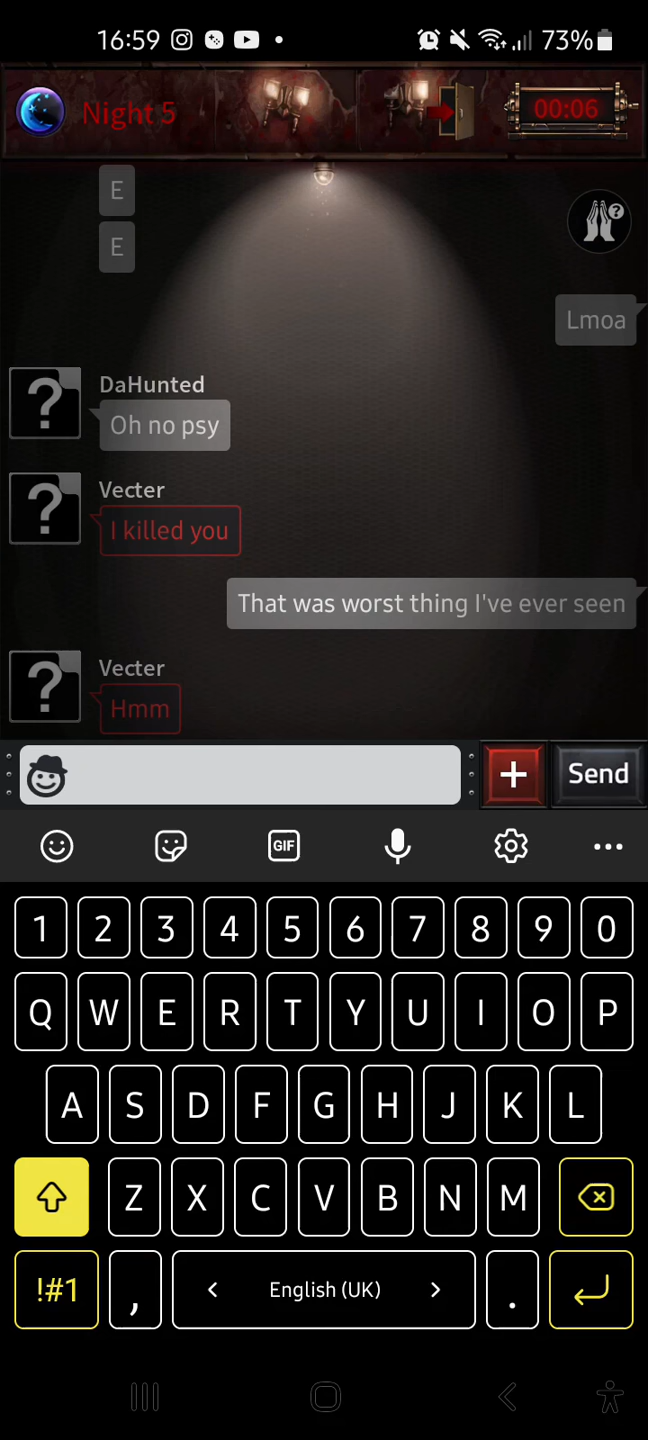 16:59
73%
Night 5
00:06
E
E
Lmoa
DaHunted
Oh no psy
Vecter
I killed you
That was worst thing I've ever seen
Vecter
Hmm
+ Send
GIF
1 2 3 4 5 6 7 8 9 0
Q W E R T Y U I O P
A S D F G H J K L
Z X C V B N M
!#1 , < English (UK) > .